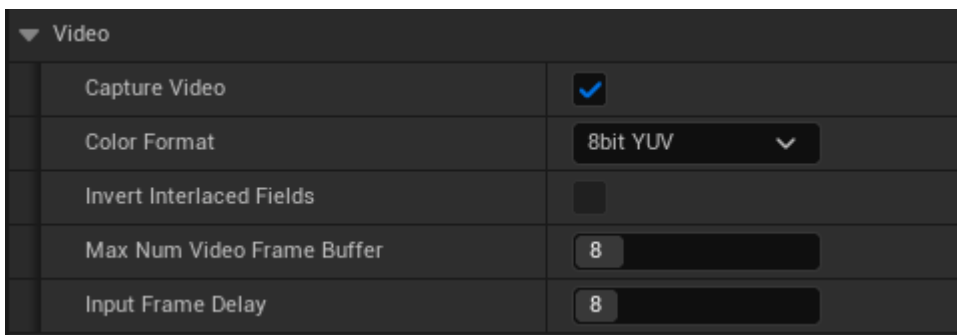 Video
Capture Video
Color Format 8bit YUV
Invert Interlaced Fields
Max Num Video Frame Buffer 8
Input Frame Delay 8